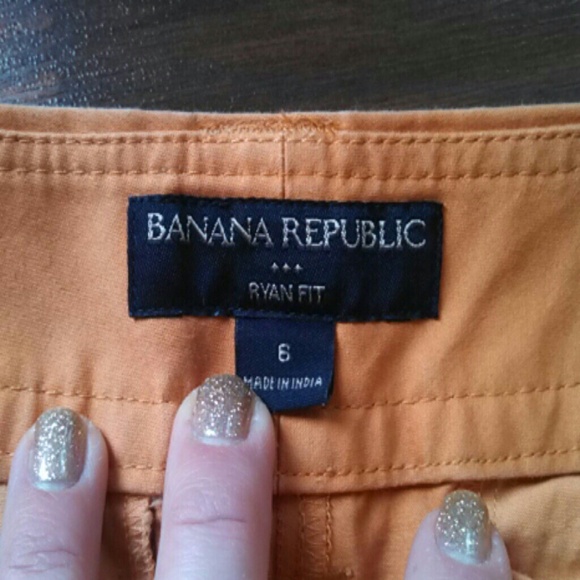 BANANA REPUBLIC
RYAN FIT
6
MADE IN INDIA